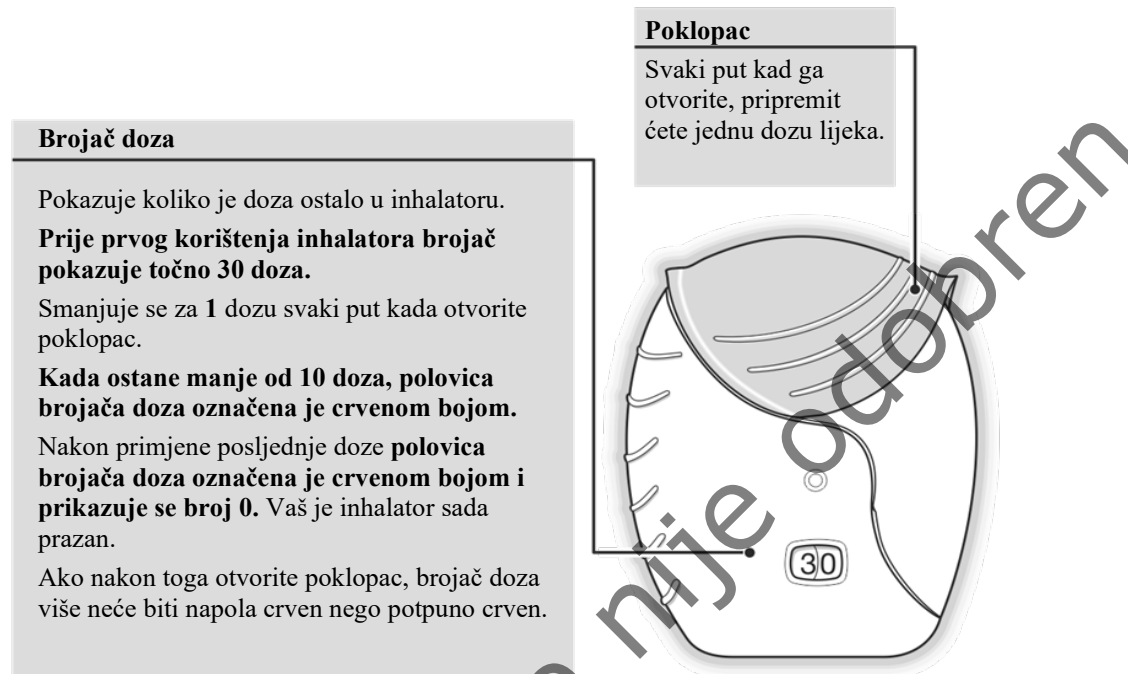 Poklopac
Svaki put kad ga
otvorite, pripremit
ćete jednu dozu lijeka.
Brojač doza
Pokazuje koliko je doza ostalo u inhalatoru.
Prije prvog korištenja inhalatora brojač
pokazuje točno 30 doza.
Smanjuje se za 1 dozu svaki put kada otvorite
poklopac.
Kada ostane manje od 10 doza, polovica
brojača doza označena je crvenom bojom.
Nakon primjene posljednje doze polovica
brojača doza označena je crvenom bojom i
prikazuje se broj 0. Vaš je inhalator sada
prazan.
Ako nakon toga otvorite poklopac, brojač doza
više neće biti napola crven nego potpuno crven.
30
nije odobren